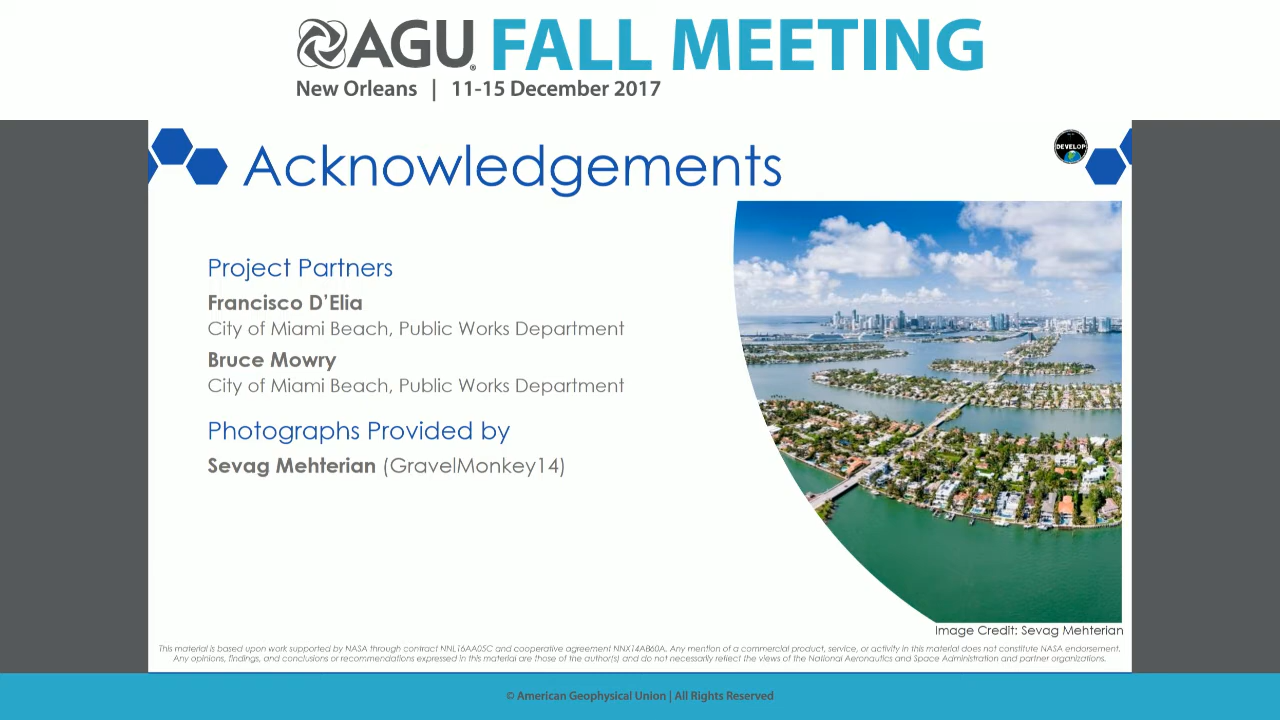 AGU FALL MEETING
New Orleans | 11-15 December 2017
Acknowledgements
DEVELOP
Project Partners
Francisco D’Elia
City of Miami Beach, Public Works Department
Bruce Mowry
City of Miami Beach, Public Works Department
Photographs Provided by
Sevag Mehterian (GravelMonkey14)
Image Credit: Sevag Mehterian
This material is based upon work supported by NASA through contract NNL16AA05C and cooperative agreement NNX14AB60A. Any mention of a commercial product, service, or activity in this material does not constitute NASA endorsement.
Any opinions, findings, and conclusions or recommendations expressed in this material are those of the author(s) and do not necessarily reflect the views of the National Aeronautics and Space Administration and partner organizations.
© American Geophysical Union | All Rights Reserved